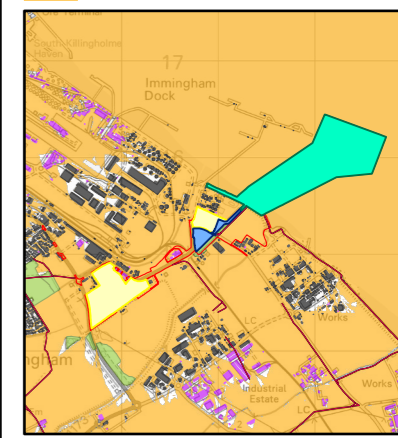 South Killingholme
Haven
17
Immingham
Dock
LC
Works
ngham
Industrial
Estate
Works
LC